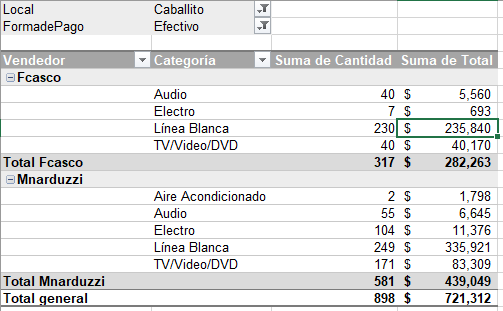 Local Caballito
FormadePago Efectivo
Vendedor Categoría Suma de Cantidad Suma de Total
Fcasco
Audio 40 $ 5,560
Electro 7 $ 693
Línea Blanca 230 $ 235,840
TV/Video/DVD 40 $ 40,170
Total Fcasco 317 $ 282,263
Mnarduzzi
Aire Acondicionado 2 $ 1,798
Audio 55 $ 6,645
Electro 104 $ 11,376
Línea Blanca 249 $ 335,921
TV/Video/DVD 171 $ 83,309
Total Mnarduzzi 581 $ 439,049
Total general 898 $ 721,312